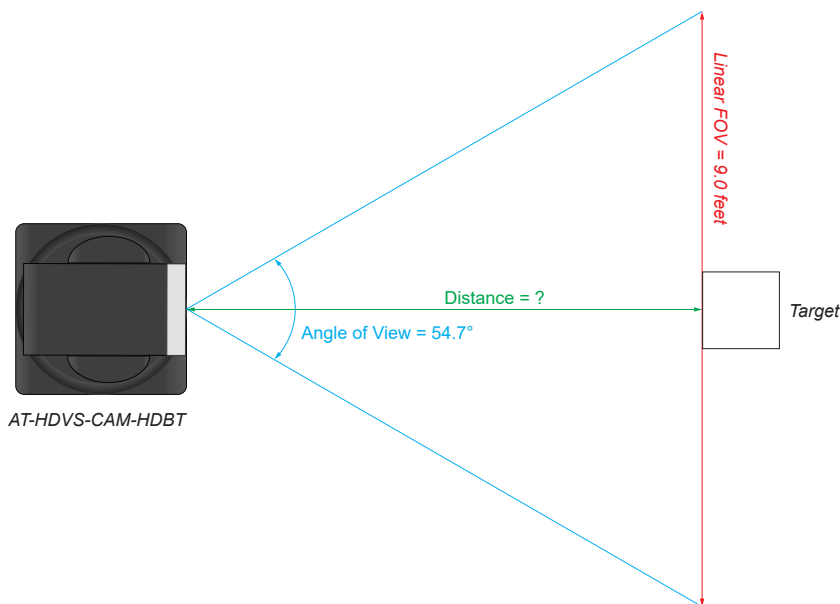 Linear FOV = 9.0 feet
Distance = ?
Target
Angle of View = 54.7°
AT-HDVS-CAM-HDBT